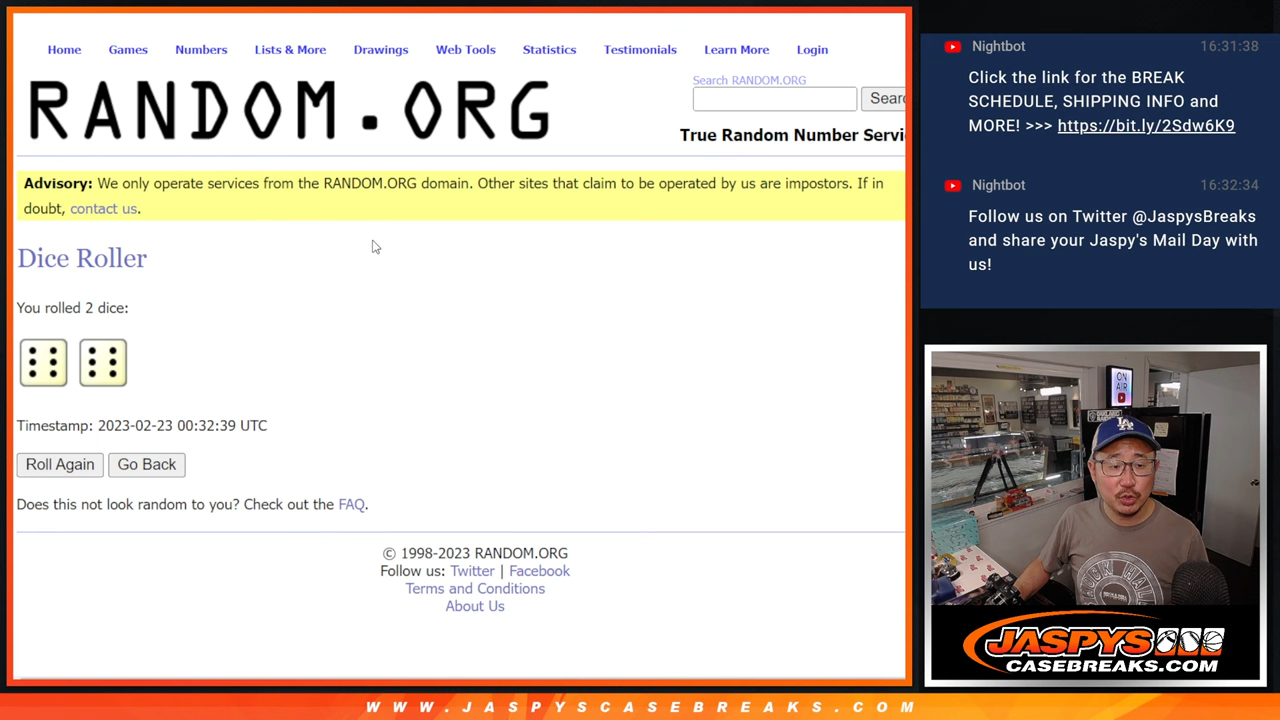 Home Games Numbers Lists & More Drawings Web Tools Statistics Testimonials Learn More Login
RANDOM.ORG
Search RANDOM.ORG
Searc
True Random Number Servi
Advisory: We only operate services from the RANDOM.ORG domain. Other sites that claim to be operated by us are impostors. If in
doubt, contact us.
Dice Roller
You rolled 2 dice:
Timestamp: 2023-02-23 00:32:39 UTC
Roll Again Go Back
Does this not look random to you? Check out the FAQ.
© 1998-2023 RANDOM.ORG
Follow us: Twitter | Facebook
Terms and Conditions
About Us
Nightbot 16:31:38
Click the link for the BREAK
SCHEDULE, SHIPPING INFO and
MORE! >>> https://bit.ly/2Sdw6K9
Nightbot 16:32:34
Follow us on Twitter @JaspysBreaks
and share your Jaspy's Mail Day with
us!
ON
AIR
LA
JASPYS
CASEBREAKS.COM
WWW.JASPYSCASEBREAKS.COM